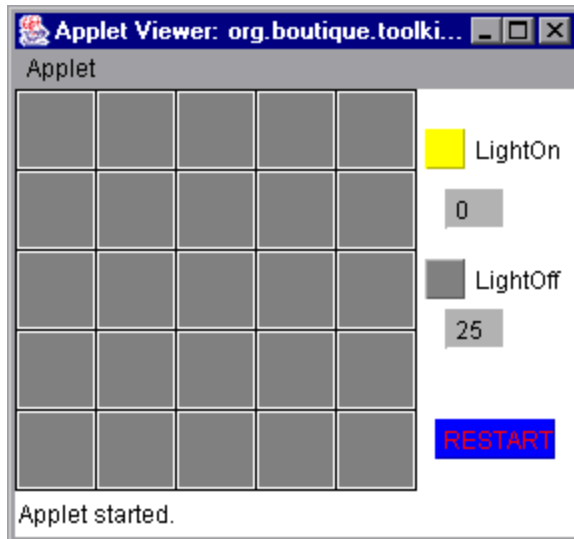 Applet Viewer: org.boutique.toolki...
Applet
LightOn
0
LightOff
25
RESTART
Applet started.